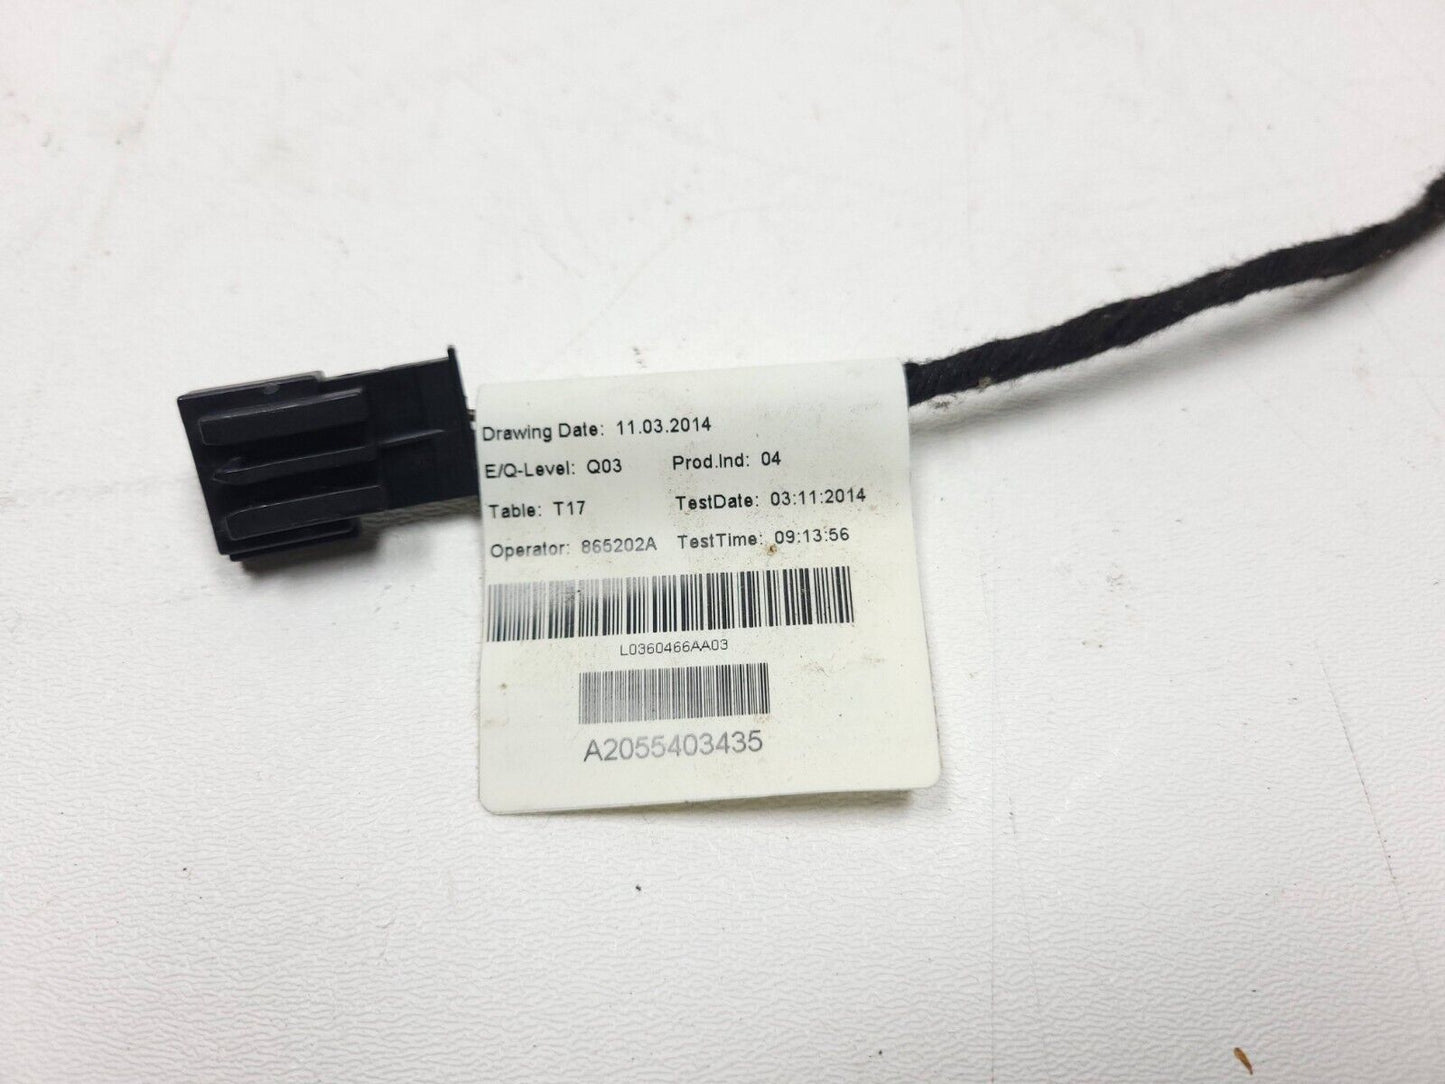 Drawing Date: 11.03.2014
E/Q-Level: Q03 Prod.Ind: 04
Table: T17 TestDate: 03:11:2014
Operator: 865202A TestTime: 09:13:56
L0360466AA03
A2055403435